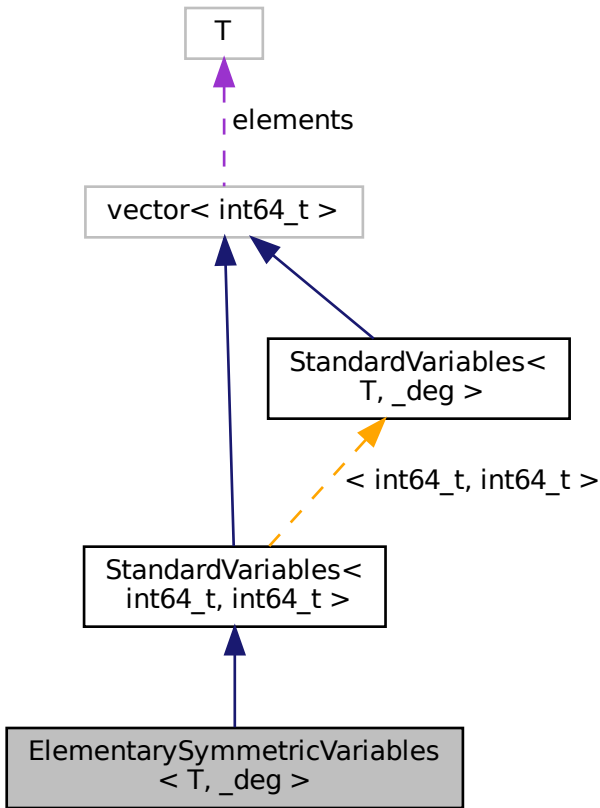 T
elements
vector< int64_t >
StandardVariables<
T, _deg >
< int64_t, int64_t >
StandardVariables<
int64_t, int64_t >
ElementarySymmetricVariables
< T, _deg >